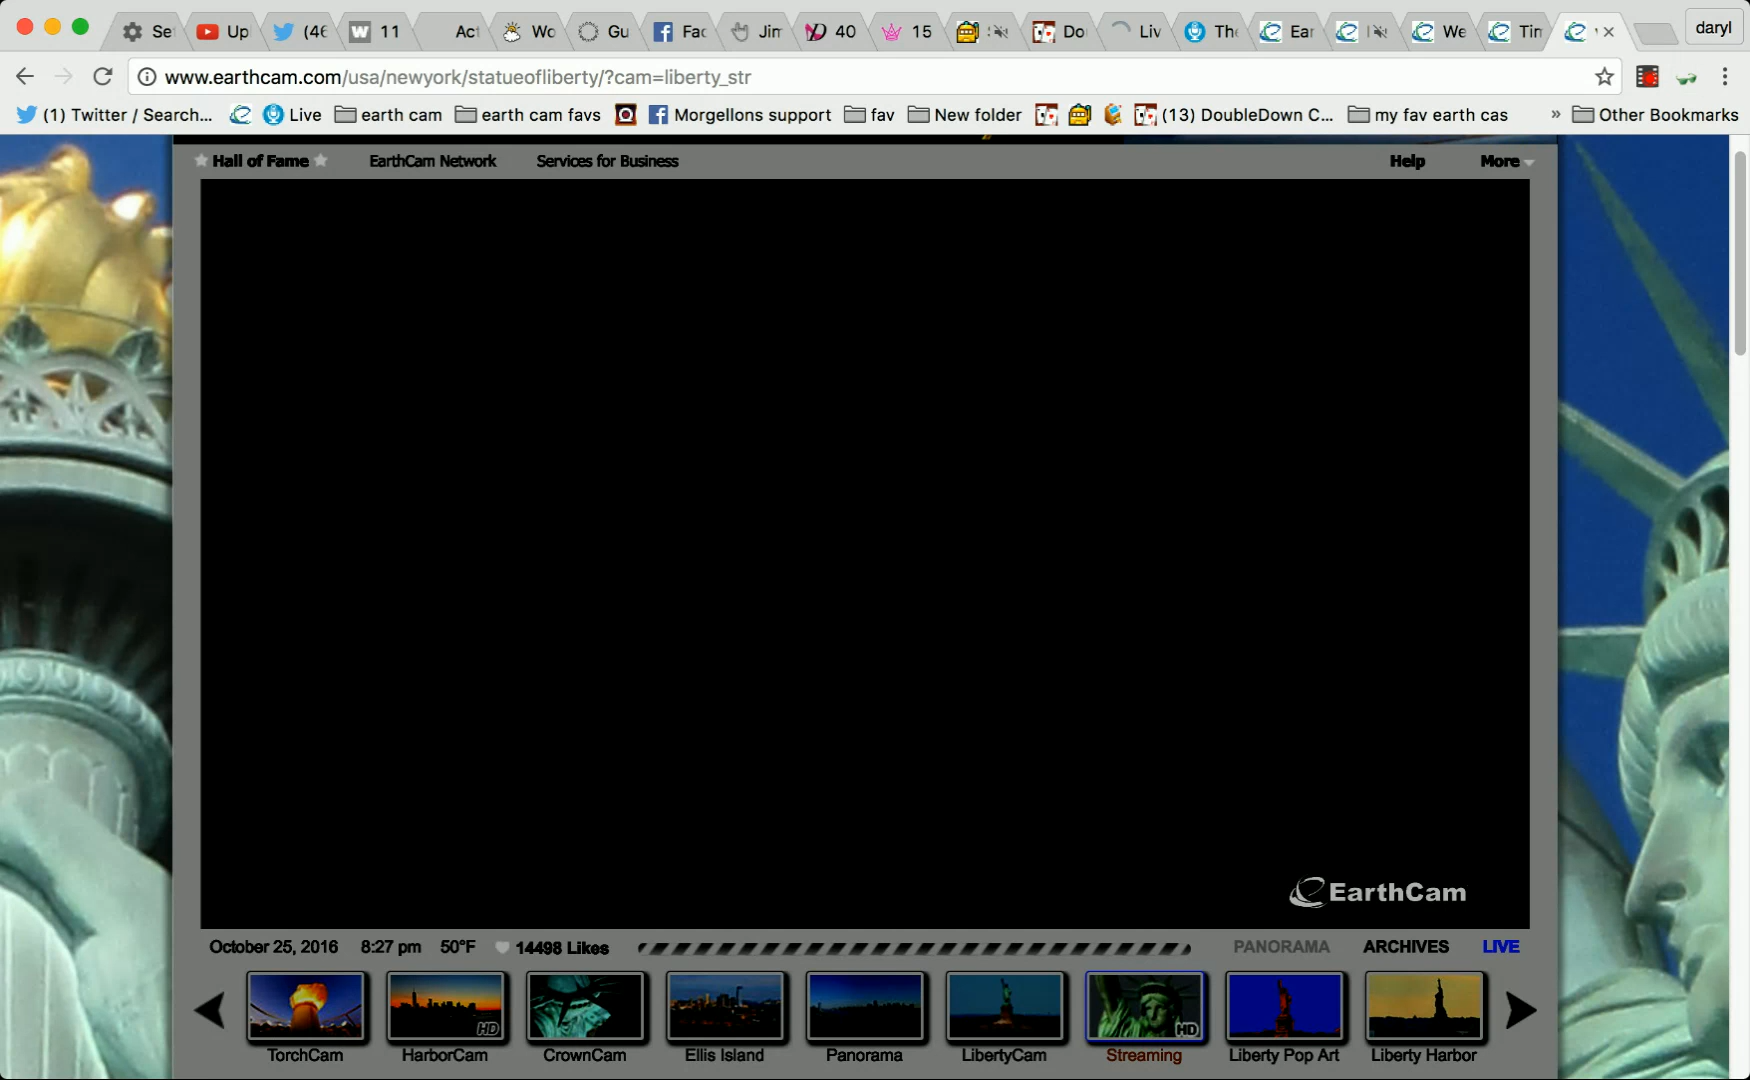 Se
Up
(46
W 11
Act
Wo
Gu
Fac
Jim
40
15
Do
Liv
The
Ear
We
Tin
daryl
www.earthcam.com/usa/newyork/statueofliberty/?cam=liberty_str
(1) Twitter / Search... Live earth cam earth cam favs Morgellons support fav New folder (13) DoubleDown C... my fav earth cas » Other Bookmarks
Hall of Fame EarthCam Network Services for Business Help More
EarthCam
October 25, 2016 8:27 pm 50°F 14498 Likes PANORAMA ARCHIVES LIVE
HD HD
TorchCam HarborCam CrownCam Ellis Island Panorama LibertyCam Streaming Liberty Pop Art Liberty Harbor